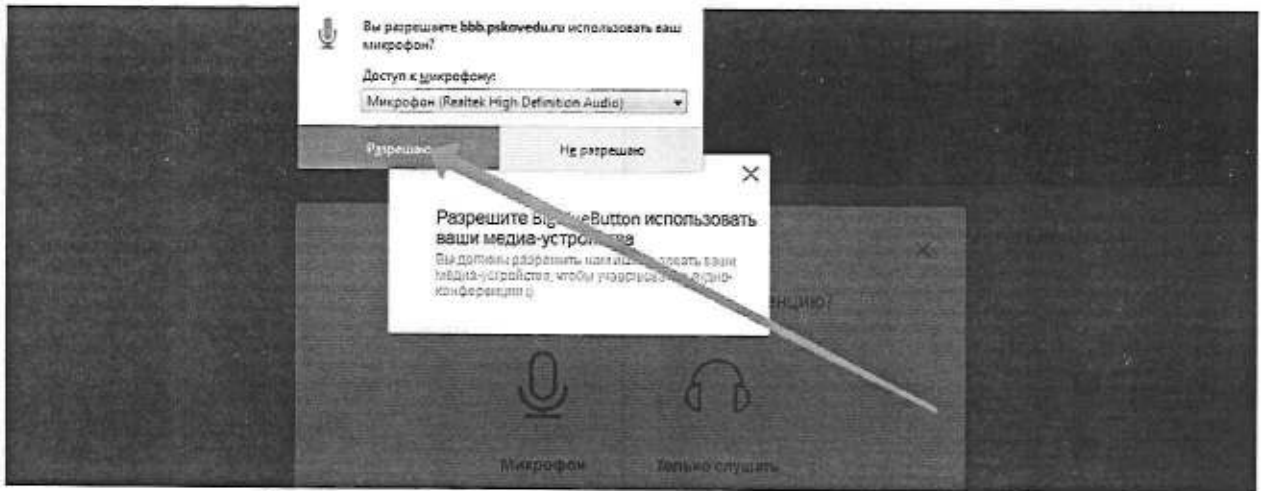 Вы разрешаете bbb.pskovedu.ru использовать ваш
микрофон?
Доступ к микрофону:
Микрофон (Realtek High Definition Audio)
Разрешаю
Не разрешаю
Разрешите BigBlueButton использовать
ваши медиа-устройства
Вы должны разрешить нам использовать ваши
медиа-устройства, чтобы участвовать в аудио-
конференции :)
Микрофон
Только слушать